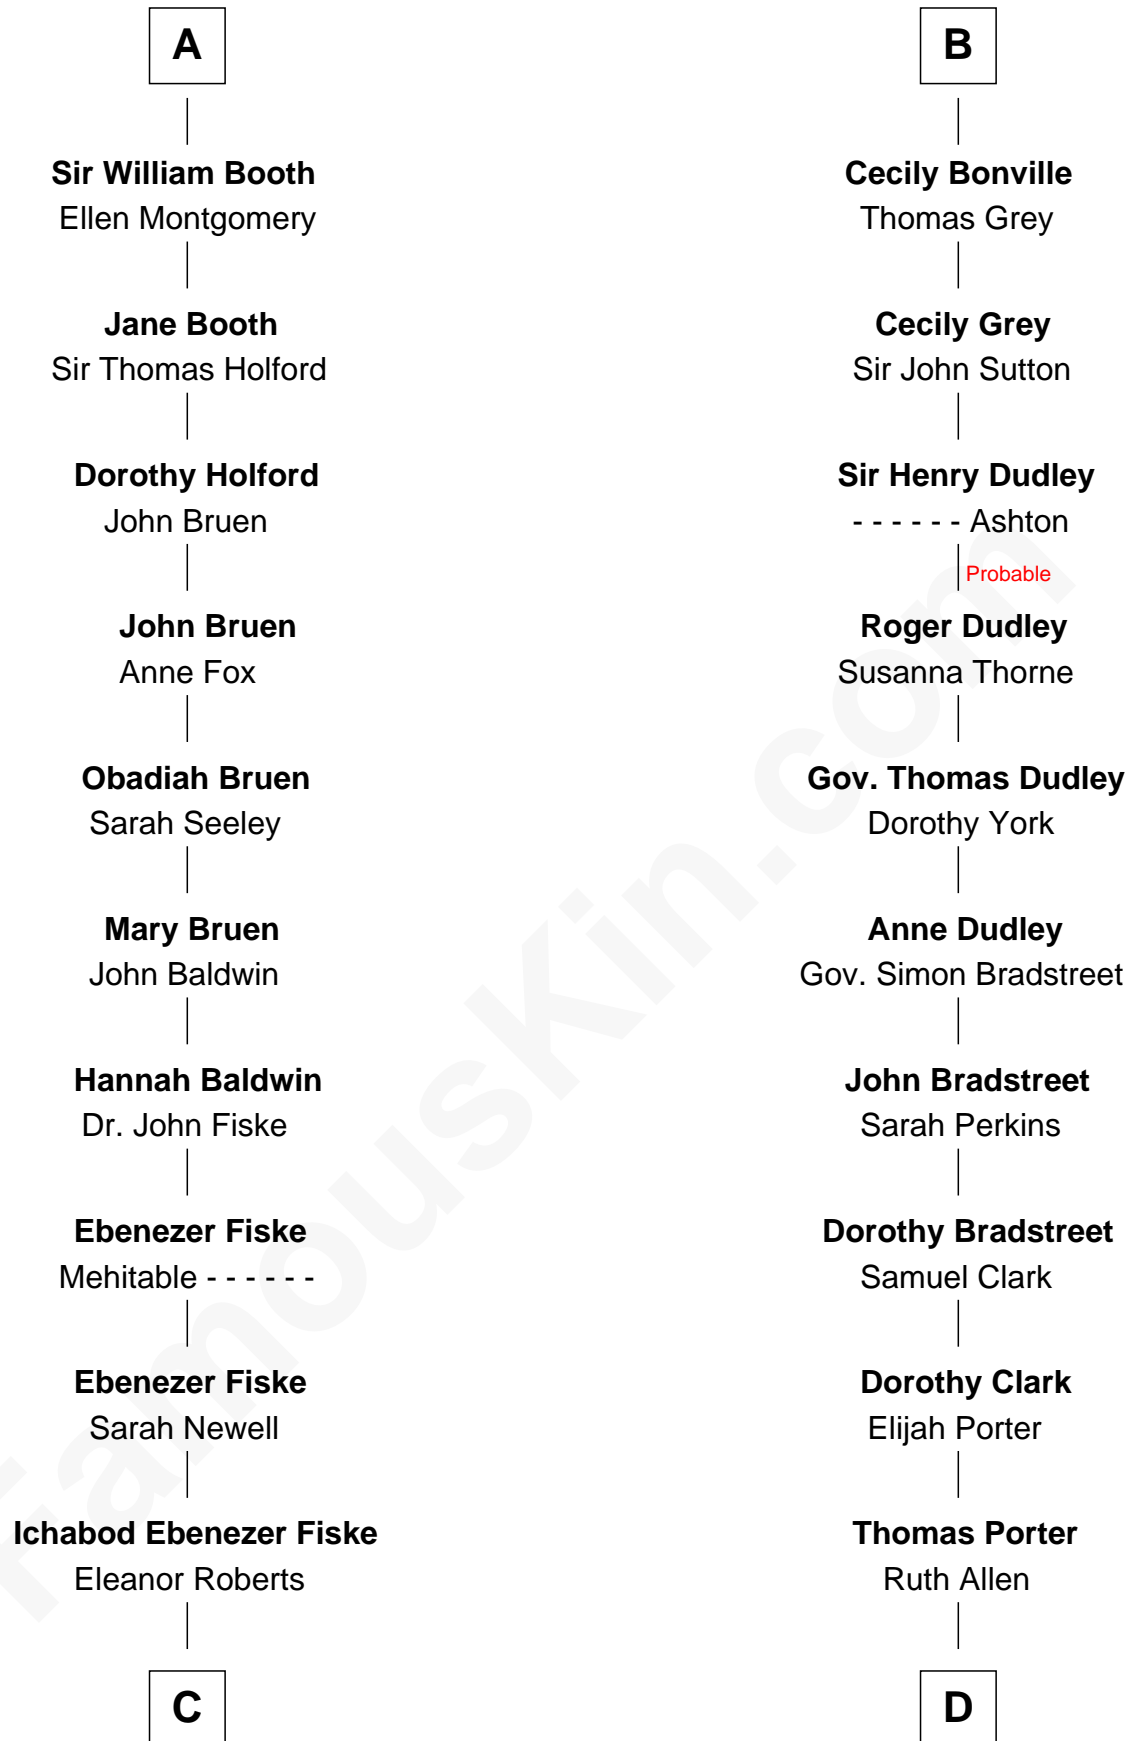 A
Sir William Booth
Ellen Montgomery
Jane Booth
Sir Thomas Holford
Dorothy Holford
John Bruen
John Bruen
Anne Fox
Obadiah Bruen
Sarah Seeley
Mary Bruen
John Baldwin
Hannah Baldwin
Dr. John Fiske
Ebenezer Fiske
Mehitable - - - - - -
Ebenezer Fiske
Sarah Newell
Ichabod Ebenezer Fiske
Eleanor Roberts
C
B
Cecily Bonville
Thomas Grey
Cecily Grey
Sir John Sutton
Sir Henry Dudley
- - - - - - Ashton
Probable
Roger Dudley
Susanna Thorne
Gov. Thomas Dudley
Dorothy York
Anne Dudley
Gov. Simon Bradstreet
John Bradstreet
Sarah Perkins
Dorothy Bradstreet
Samuel Clark
Dorothy Clark
Elijah Porter
Thomas Porter
Ruth Allen
D
FamousKin.com